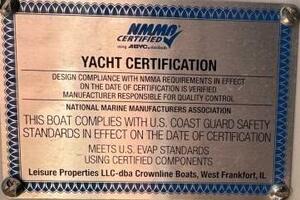 NMMA
CERTIFIED
using ABYC standards
YACHT CERTIFICATION
DESIGN COMPLIANCE WITH NMMA REQUIREMENTS IN EFFECT
ON THE DATE OF CERTIFICATION IS VERIFIED
MANUFACTURER RESPONSIBLE FOR QUALITY CONTROL
NATIONAL MARINE MANUFACTURERS ASSOCIATION
THIS BOAT COMPLIES WITH U.S. COAST GUARD SAFETY
STANDARDS IN EFFECT ON THE DATE OF CERTIFICATION
MEETS U.S. EVAP STANDARDS
USING CERTIFIED COMPONENTS
Leisure Properties LLC-dba Crownline Boats, West Frankfort, IL